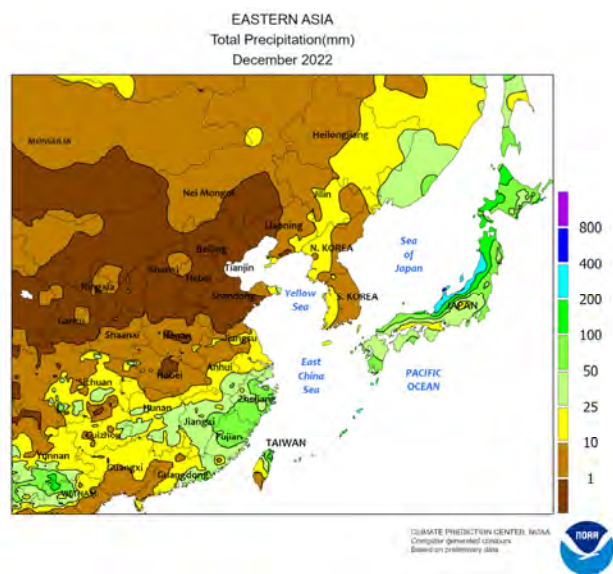 EASTERN ASIA
Total Precipitation(mm)
December 2022
Heilongjiang
MONGOLIA
Nei Mongol
Jilin
Liaoning
Beijing
N. KOREA
Sea
of
Japan
Tianjin
Shanxi
Hebei
Ningxia
Shandong
Yellow
Sea
S. KOREA
JAPAN
Gansu
Shaanxi
Henan
Jiangsu
East
China
Sea
PACIFIC
OCEAN
Anhui
Hubei
Sichuan
Zhejiang
Hunan
Jiangxi
Guizhou
Fujian
TAIWAN
Yunnan
Guangxi
Guangdong
VIETNAM
800
400
200
100
50
25
10
1
CLIMATE PREDICTION CENTER, NOAA
Computer generated contours
Based on preliminary data
NOAA